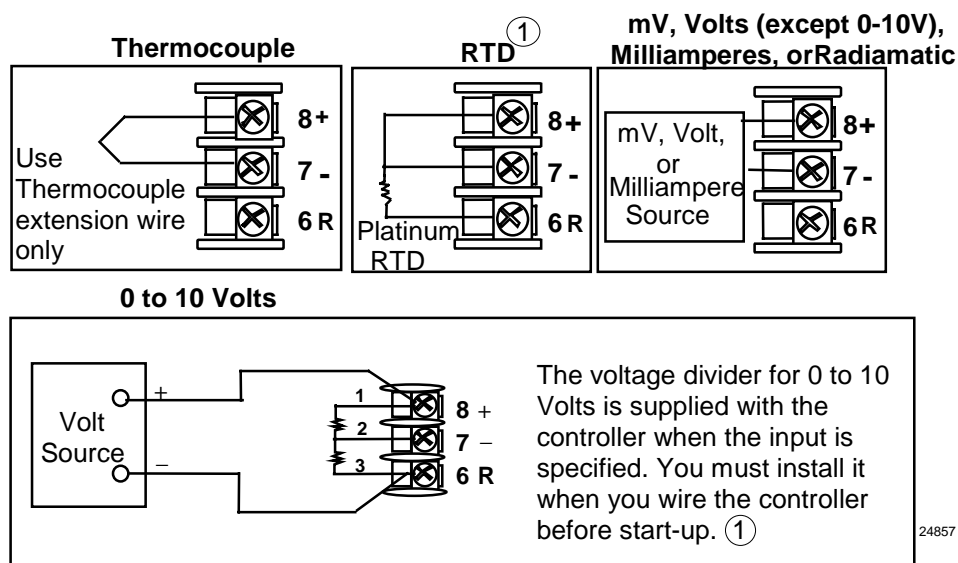 Thermocouple
8+
7 -
6 R
Use
Thermocouple
extension wire
only
RTD 1
8+
7 -
6 R
Platinum
RTD
mV, Volts (except 0-10V),
Milliamperes, orRadiamatic
mV, Volt,
or
Milliampere
Source
8+
7 -
6 R
0 to 10 Volts
Volt
Source
+
−
1
2
3
8 +
7 −
6 R
The voltage divider for 0 to 10
Volts is supplied with the
controller when the input is
specified. You must install it
when you wire the controller
before start-up. 1
24857